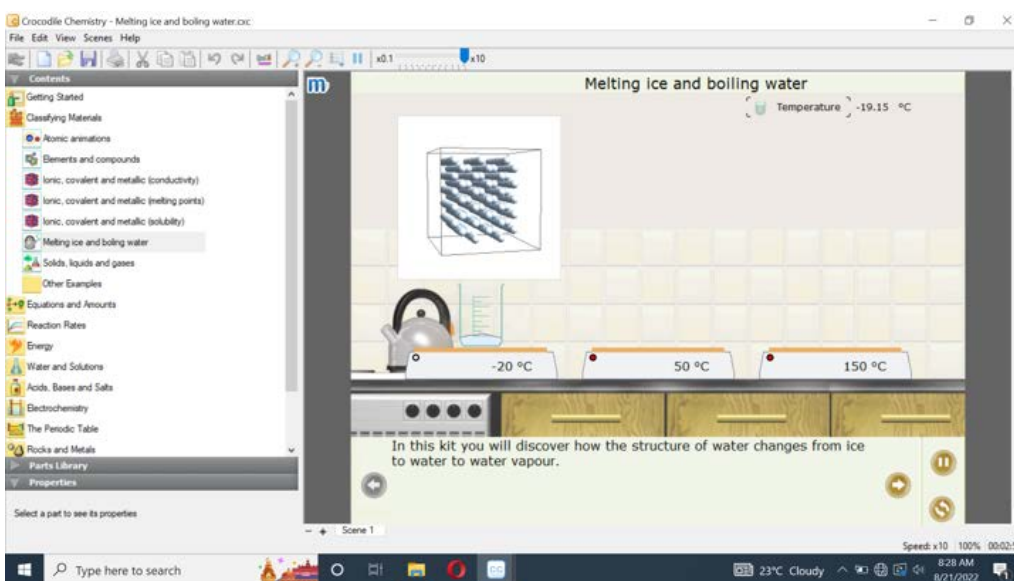 Crocodile Chemistry - Melting ice and boling water.cxc
File Edit View Scenes Help
x0.1 x10
Contents
Getting Started
Classifying Materials
Atomic animations
Elements and compounds
Ionic, covalent and metallic (conductivity)
Ionic, covalent and metallic (melting points)
Ionic, covalent and metallic (solubility)
Melting ice and boling water
Solids, liquids and gases
Other Examples
Equations and Amounts
Reaction Rates
Energy
Water and Solutions
Acids, Bases and Salts
Electrochemistry
The Periodic Table
Rocks and Metals
Parts Library
Properties
Select a part to see its properties
m
Melting ice and boiling water
Temperature -19.15 °C
-20 °C 50 °C 150 °C
In this kit you will discover how the structure of water changes from ice
to water to water vapour.
- + Scene 1
Speed: x10 100%
Type here to search
CC
23°C Cloudy
8:28 AM
8/21/2022